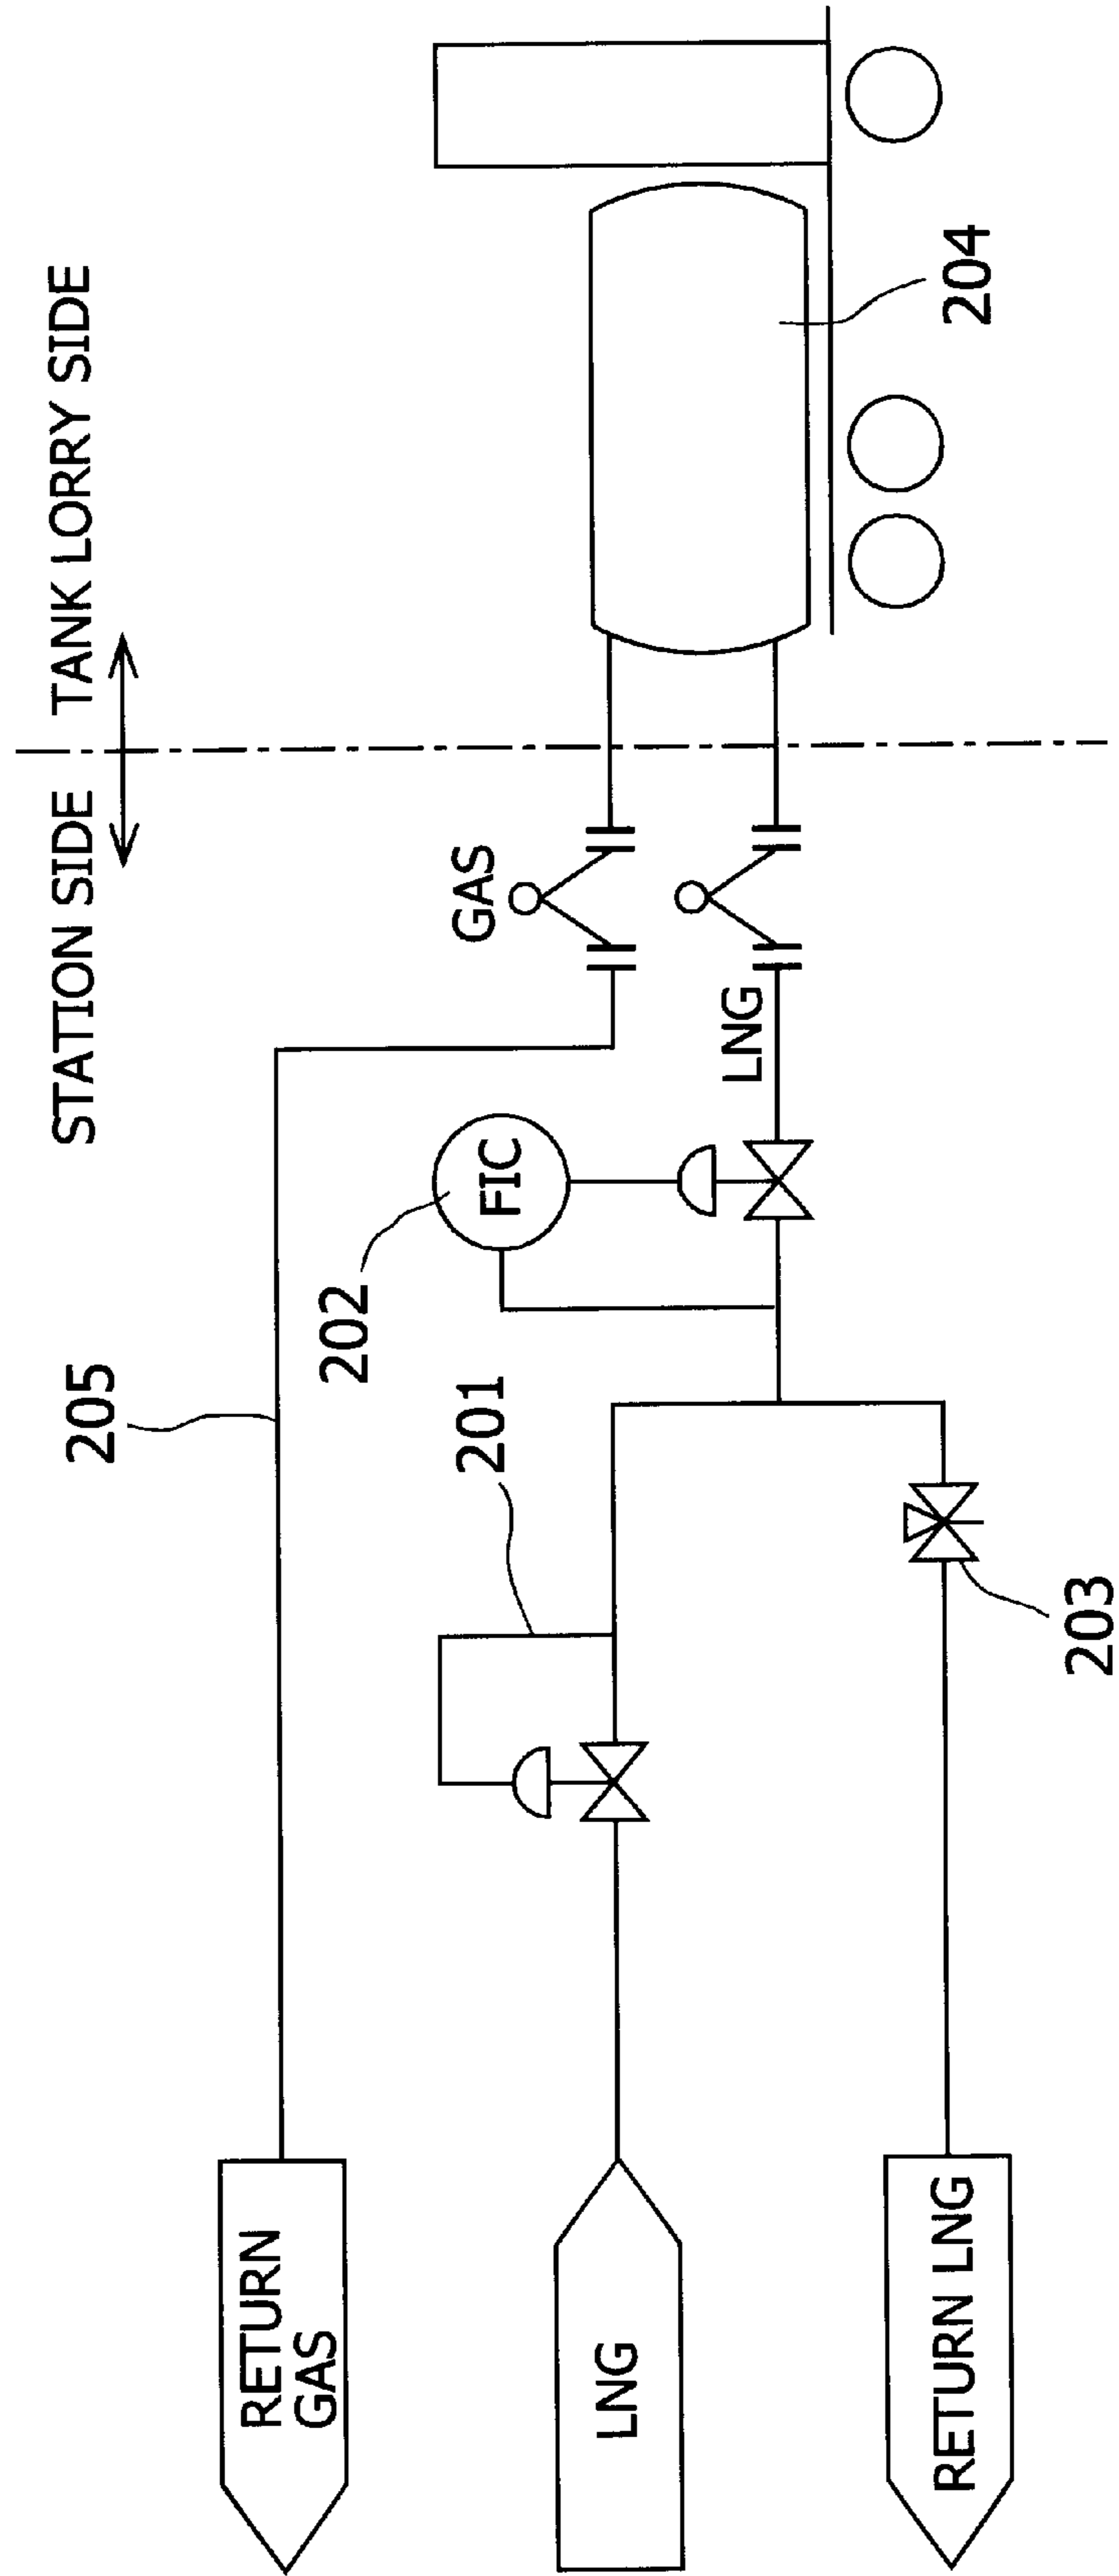 STATION SIDE
TANK LORRY SIDE
205
202
201
GAS
FIC
LNG
204
203
RETURN
GAS
LNG
RETURN LNG